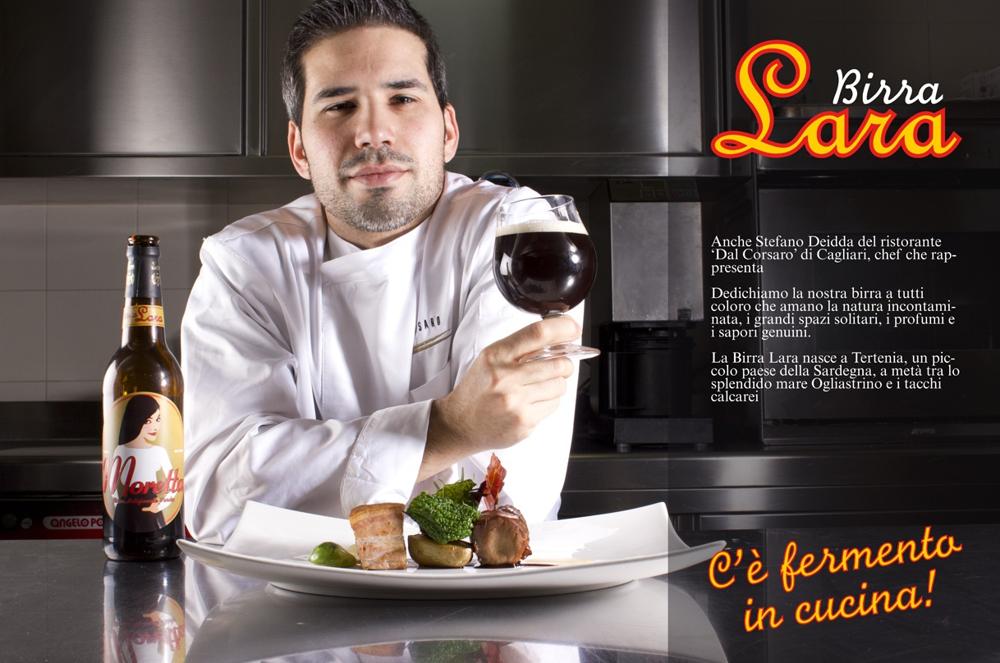 Birra
Lara
Anche Stefano Deidda del ristorante
‘Dal Corsaro’ di Cagliari, chef che rap-
presenta
Dedichiamo la nostra birra a tutti
coloro che amano la natura incontami-
nata, i grandi spazi solitari, i profumi e
i sapori genuini.
La Birra Lara nasce a Tertenia, un pic-
colo paese della Sardegna, a metà tra lo
splendido mare Ogliastrino e i tacchi
calcarei
SARO
Lara
Moretta
ANGELO PO
C’è fermento
in cucina!